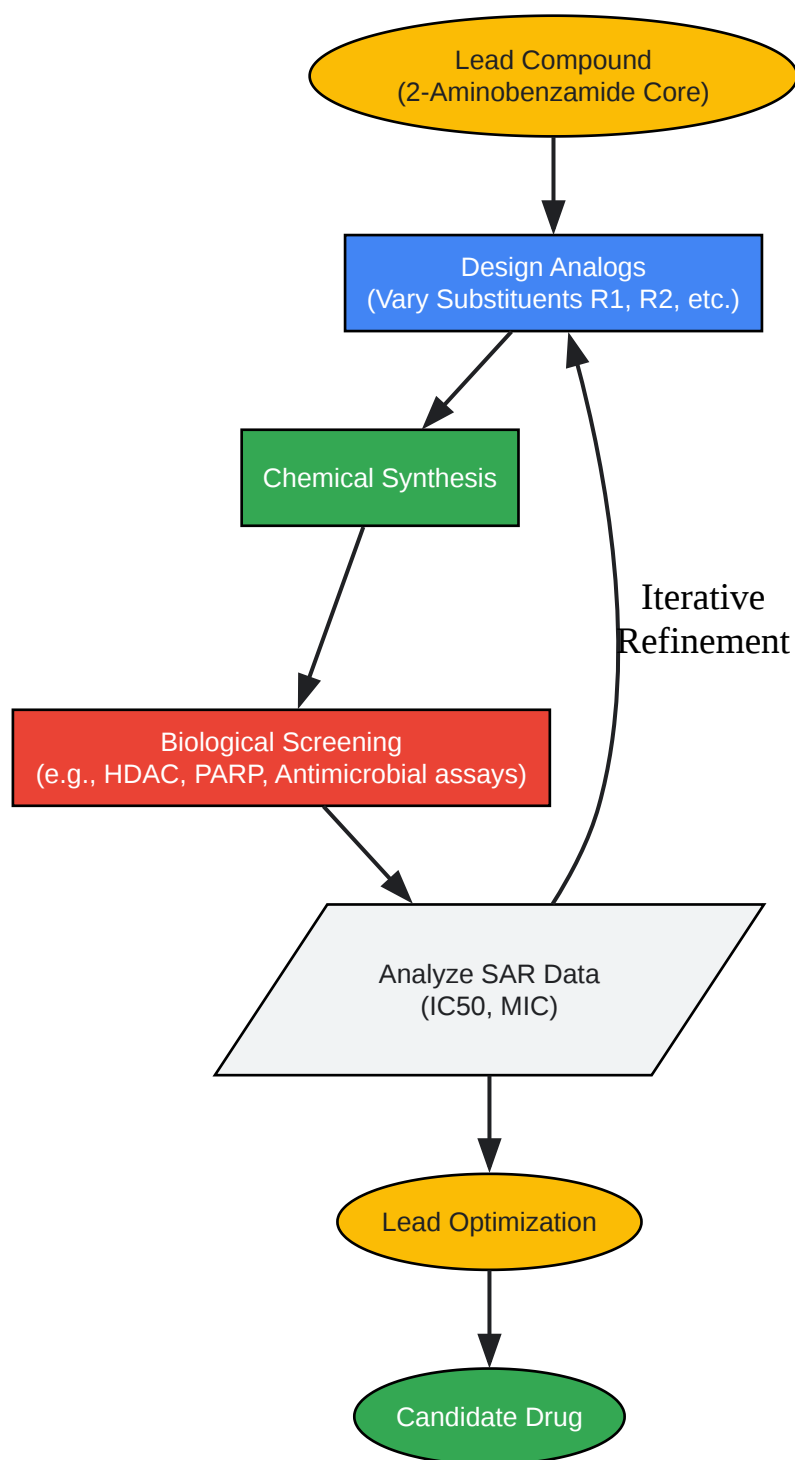 Lead Compound
(2-Aminobenzamide Core)
Design Analogs
(Vary Substituents R1, R2, etc.)
Chemical Synthesis
Iterative
Refinement
Biological Screening
(e.g., HDAC, PARP, Antimicrobial assays)
Analyze SAR Data
(IC50, MIC)
Lead Optimization
Candidate Drug